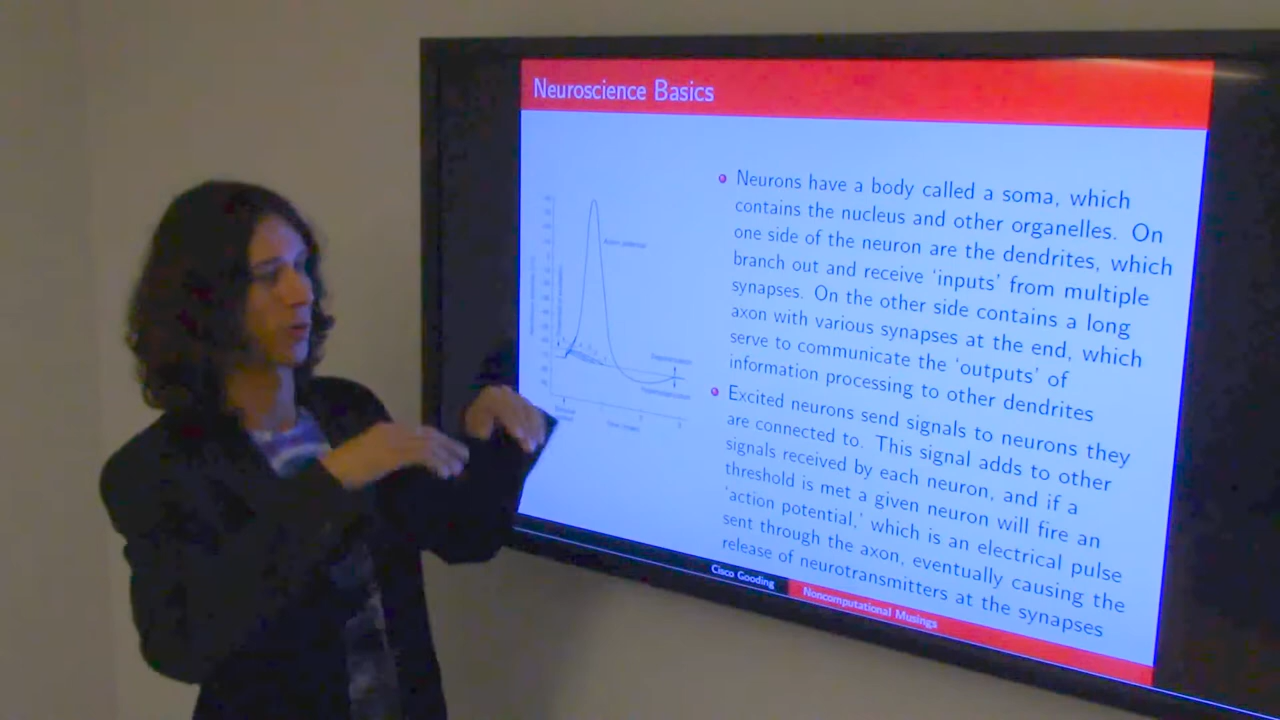 Neuroscience Basics
Neurons have a body called a soma, which
contains the nucleus and other organelles. On
one side of the neuron are the dendrites, which
branch out and receive ‘inputs’ from multiple
synapses. On the other side contains a long
axon with various synapses at the end, which
serve to communicate the ‘outputs’ of
information processing to other dendrites
Excited neurons send signals to neurons they
are connected to. This signal adds to other
signals received by each neuron, and if a
threshold is met a given neuron will fire an
‘action potential,’ which is an electrical pulse
sent through the axon, eventually causing the
release of neurotransmitters at the synapses
Action potential
Cisco Gooding
Noncomputational Musings